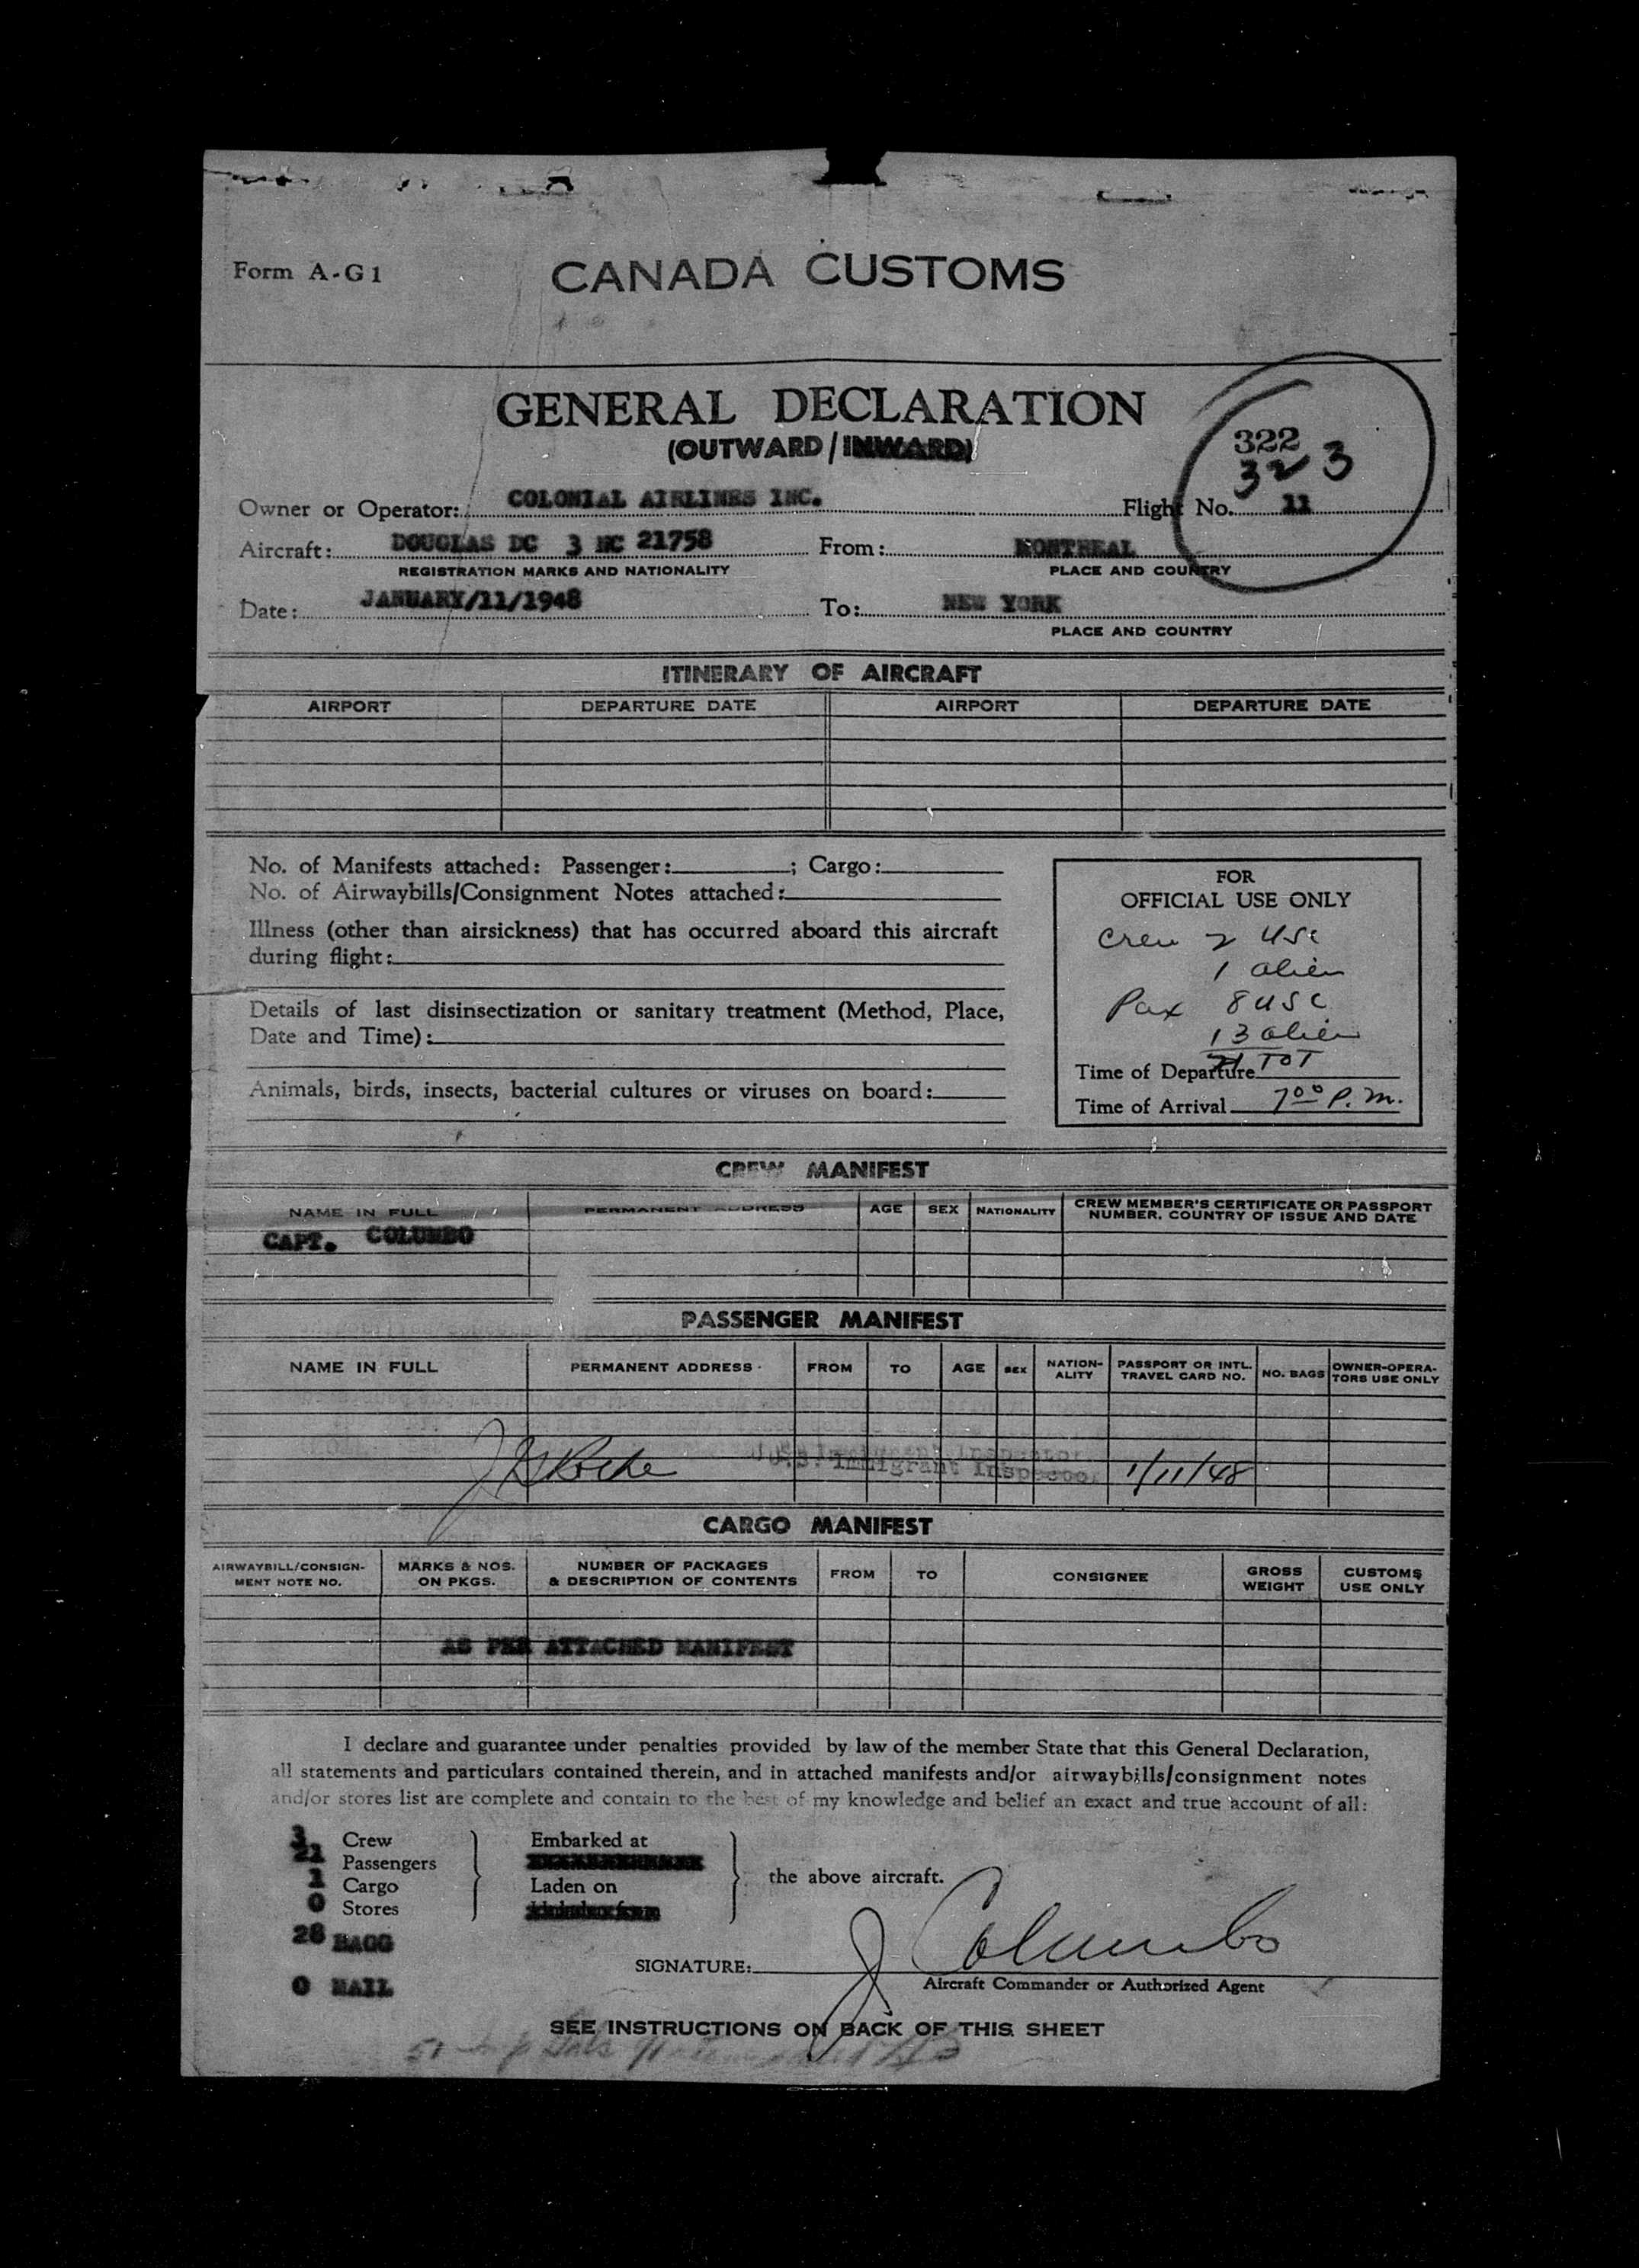 Form A-G1
CANADA CUSTOMS
GENERAL DECLARATION
(OUTWARD/INWARD)
322
323
Owner or Operator: COLONIAL AIRLINES INC. Flight No. 11
Aircraft: DOUGLAS DC 3 NC 21758 From: MONTREAL
REGISTRATION MARKS AND NATIONALITY PLACE AND COUNTRY
Date: JANUARY/11/1948 To: NEW YORK
PLACE AND COUNTRY
ITINERARY OF AIRCRAFT
AIRPORT DEPARTURE DATE AIRPORT DEPARTURE DATE
No. of Manifests attached: Passenger: ; Cargo:
No. of Airwaybills/Consignment Notes attached:
Illness (other than airsickness) that has occurred aboard this aircraft
during flight:
Details of last disinsectization or sanitary treatment (Method, Place,
Date and Time):
Animals, birds, insects, bacterial cultures or viruses on board:
FOR
OFFICIAL USE ONLY
Crew 2 USC
1 alien
Pax 8 USC
13 alien
21 TOT
Time of Departure
Time of Arrival 700 P.M.
CREW MANIFEST
NAME IN FULL PERMANENT ADDRESS AGE SEX NATIONALITY CREW MEMBER'S CERTIFICATE OR PASSPORT
NUMBER, COUNTRY OF ISSUE AND DATE
CAPT. COLUMBO
PASSENGER MANIFEST
NAME IN FULL PERMANENT ADDRESS FROM TO AGE SEX NATION-
ALITY PASSPORT OR INTL.
TRAVEL CARD NO. NO. BAGS OWNER-OPERA-
TORS USE ONLY
U.S. Immigrant Inspector 1/11/48
CARGO MANIFEST
AIRWAYBILL/CONSIGN-
MENT NOTE NO. MARKS & NOS.
ON PKGS. NUMBER OF PACKAGES
& DESCRIPTION OF CONTENTS FROM TO CONSIGNEE GROSS
WEIGHT CUSTOMS
USE ONLY
AS PER ATTACHED MANIFEST
I declare and guarantee under penalties provided by law of the member State that this General Declaration,
all statements and particulars contained therein, and in attached manifests and/or airwaybills/consignment notes
and/or stores list are complete and contain to the best of my knowledge and belief an exact and true account of all:
3 Crew Embarked at
21 Passengers
the above aircraft.
1 Cargo Laden on
0 Stores
28 BAGG
0 MAIL
SIGNATURE: J Columbo
Aircraft Commander or Authorized Agent
SEE INSTRUCTIONS ON BACK OF THIS SHEET